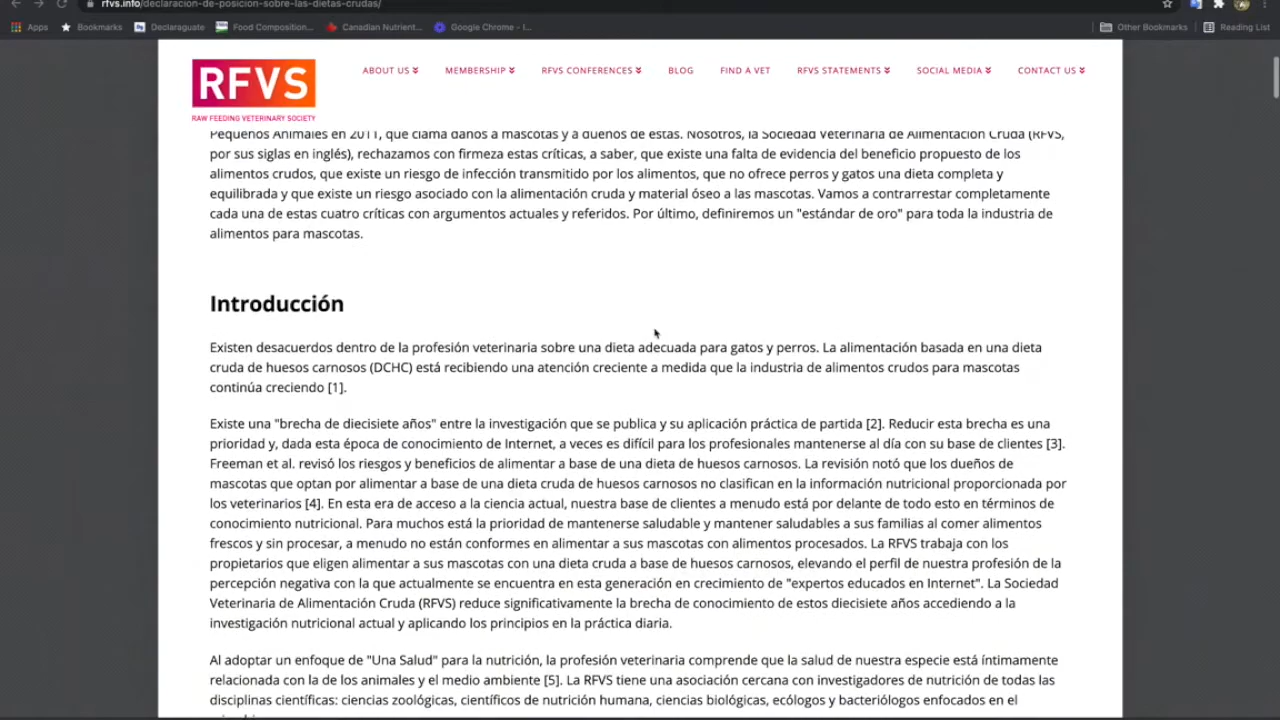 rfvs.info/declaracion-de-posicion-sobre-las-dietas-crudas/
Apps Bookmarks Declaraguate Food Composition... Canadian Nutrient... Google Chrome - I... Other Bookmarks Reading List
RFVS
RAW FEEDING VETERINARY SOCIETY
ABOUT US MEMBERSHIP RFVS CONFERENCES BLOG FIND A VET RFVS STATEMENTS SOCIAL MEDIA CONTACT US
Pequeños Animales en 2011, que clama daños a mascotas y a dueños de estas. Nosotros, la Sociedad Veterinaria de Alimentación Cruda (RFVS,
por sus siglas en inglés), rechazamos con firmeza estas críticas, a saber, que existe una falta de evidencia del beneficio propuesto de los
alimentos crudos, que existe un riesgo de infección transmitido por los alimentos, que no ofrece perros y gatos una dieta completa y
equilibrada y que existe un riesgo asociado con la alimentación cruda y material óseo a las mascotas. Vamos a contrarrestar completamente
cada una de estas cuatro críticas con argumentos actuales y referidos. Por último, definiremos un "estándar de oro" para toda la industria de
alimentos para mascotas.
Introducción
Existen desacuerdos dentro de la profesión veterinaria sobre una dieta adecuada para gatos y perros. La alimentación basada en una dieta
cruda de huesos carnosos (DCHC) está recibiendo una atención creciente a medida que la industria de alimentos crudos para mascotas
continúa creciendo [1].
Existe una "brecha de diecisiete años" entre la investigación que se publica y su aplicación práctica de partida [2]. Reducir esta brecha es una
prioridad y, dada esta época de conocimiento de Internet, a veces es difícil para los profesionales mantenerse al día con su base de clientes [3].
Freeman et al. revisó los riesgos y beneficios de alimentar a base de una dieta de huesos carnosos. La revisión notó que los dueños de
mascotas que optan por alimentar a base de una dieta cruda de huesos carnosos no clasifican en la información nutricional proporcionada por
los veterinarios [4]. En esta era de acceso a la ciencia actual, nuestra base de clientes a menudo está por delante de todo esto en términos de
conocimiento nutricional. Para muchos está la prioridad de mantenerse saludable y mantener saludables a sus familias al comer alimentos
frescos y sin procesar, a menudo no están conformes en alimentar a sus mascotas con alimentos procesados. La RFVS trabaja con los
propietarios que eligen alimentar a sus mascotas con una dieta cruda a base de huesos carnosos, elevando el perfil de nuestra profesión de la
percepción negativa con la que actualmente se encuentra en esta generación en crecimiento de "expertos educados en Internet". La Sociedad
Veterinaria de Alimentación Cruda (RFVS) reduce significativamente la brecha de conocimiento de estos diecisiete años accediendo a la
investigación nutricional actual y aplicando los principios en la práctica diaria.
Al adoptar un enfoque de "Una Salud" para la nutrición, la profesión veterinaria comprende que la salud de nuestra especie está íntimamente
relacionada con la de los animales y el medio ambiente [5]. La RFVS tiene una asociación cercana con investigadores de nutrición de todas las
disciplinas científicas: ciencias zoológicas, científicos de nutrición humana, ciencias biológicas, ecólogos y bacteriólogos enfocados en el